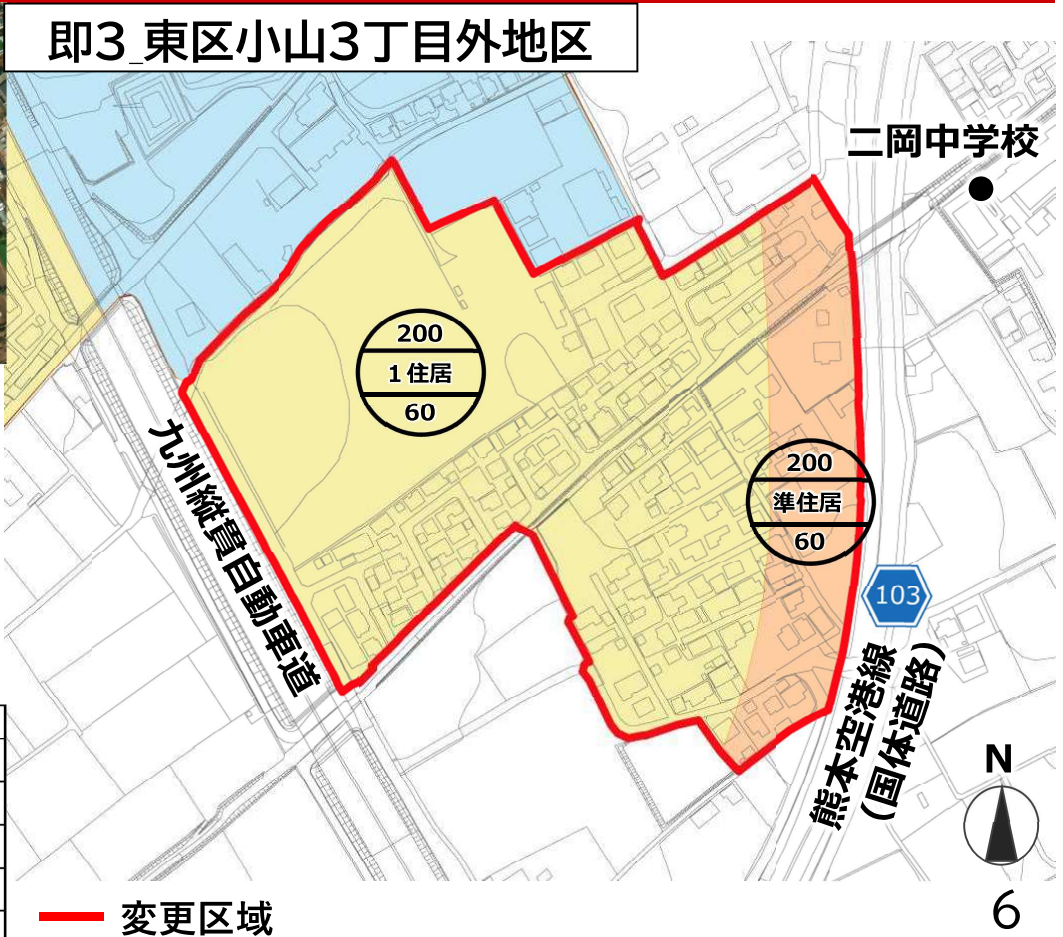 即3_東区小山3丁目外地区
二岡中学校
200
1住居
60
九州縦貫自動車道
200
準住居
60
103
熊本空港線
(国体道路)
N
変更区域
6